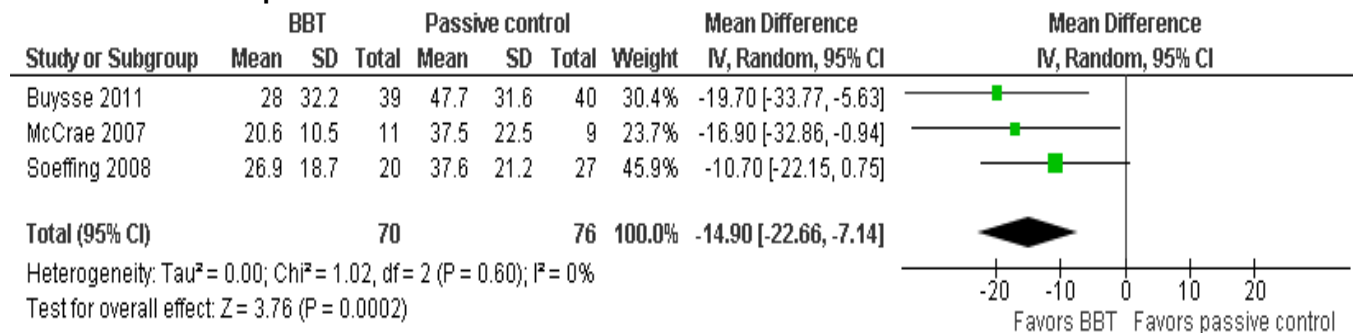 BBT Passive control Mean Difference Mean Difference
Study or Subgroup Mean SD Total Mean SD Total Weight IV, Random, 95% CI IV, Random, 95% CI
Buysse 2011 28 32.2 39 47.7 31.6 40 30.4% -19.70 [-33.77, -5.63]
McCrae 2007 20.6 10.5 11 37.5 22.5 9 23.7% -16.90 [-32.86, -0.94]
Soeffing 2008 26.9 18.7 20 37.6 21.2 27 45.9% -10.70 [-22.15, 0.75]
Total (95% CI) 70 76 100.0% -14.90 [-22.66, -7.14]
Heterogeneity: Tau² = 0.00; Chi² = 1.02, df = 2 (P = 0.60); I² = 0%
Test for overall effect: Z = 3.76 (P = 0.0002)
-20 -10 0 10 20
Favors BBT Favors passive control